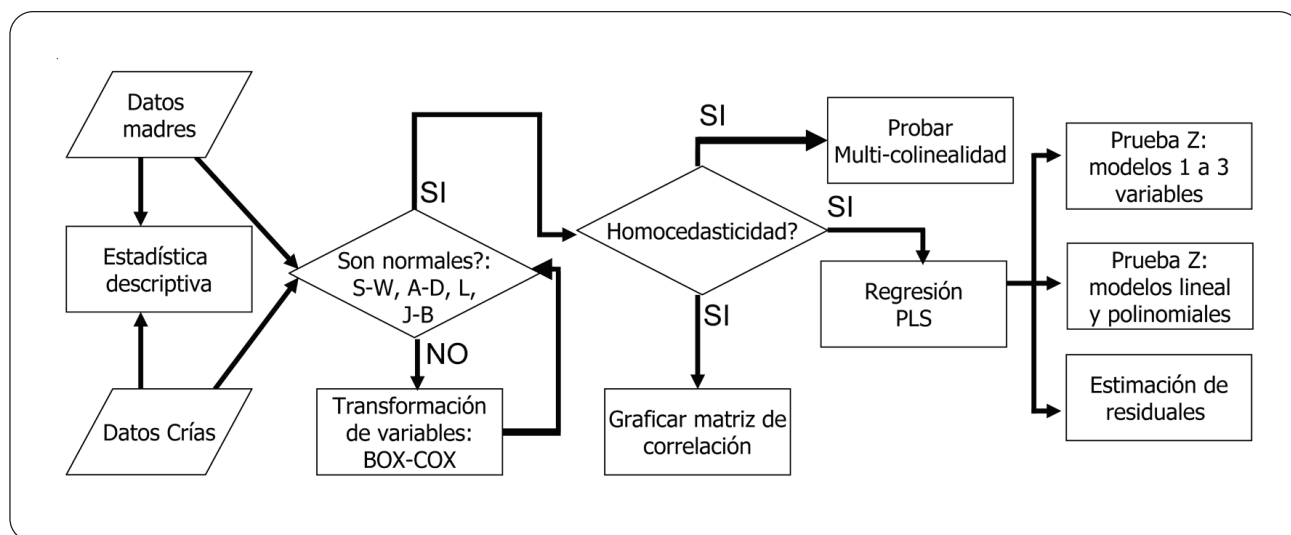 Datos
madres
Estadística
descriptiva
Datos Crías
SI
Son normales?:
S-W, A-D, L,
J-B
NO
Transformación
de variables:
BOX-COX
SI
Probar
Multi-colinealidad
Homocedasticidad?
SI
SI
Graficar matriz de
correlación
Regresión
PLS
Prueba Z:
modelos 1 a 3
variables
Prueba Z:
modelos lineal
y polinomiales
Estimación de
residuales